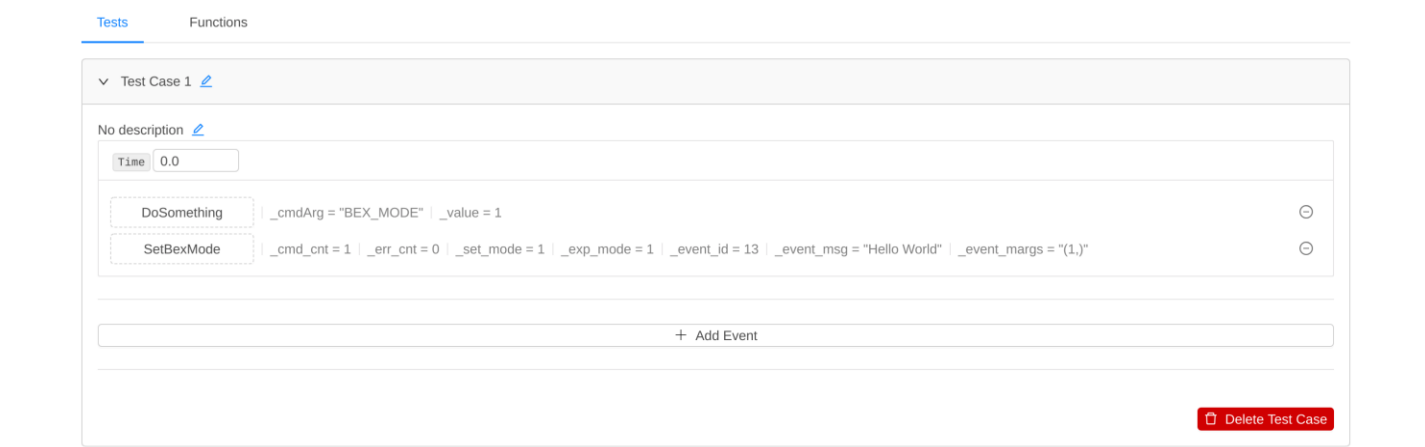 Tests Functions
Test Case 1
No description
Time 0.0
DoSomething _cmdArg = "BEX_MODE" _value = 1
SetBexMode _cmd_cnt = 1 _err_cnt = 0 _set_mode = 1 _exp_mode = 1 _event_id = 13 _event_msg = "Hello World" _event_margs = "(1,)"
+ Add Event
Delete Test Case